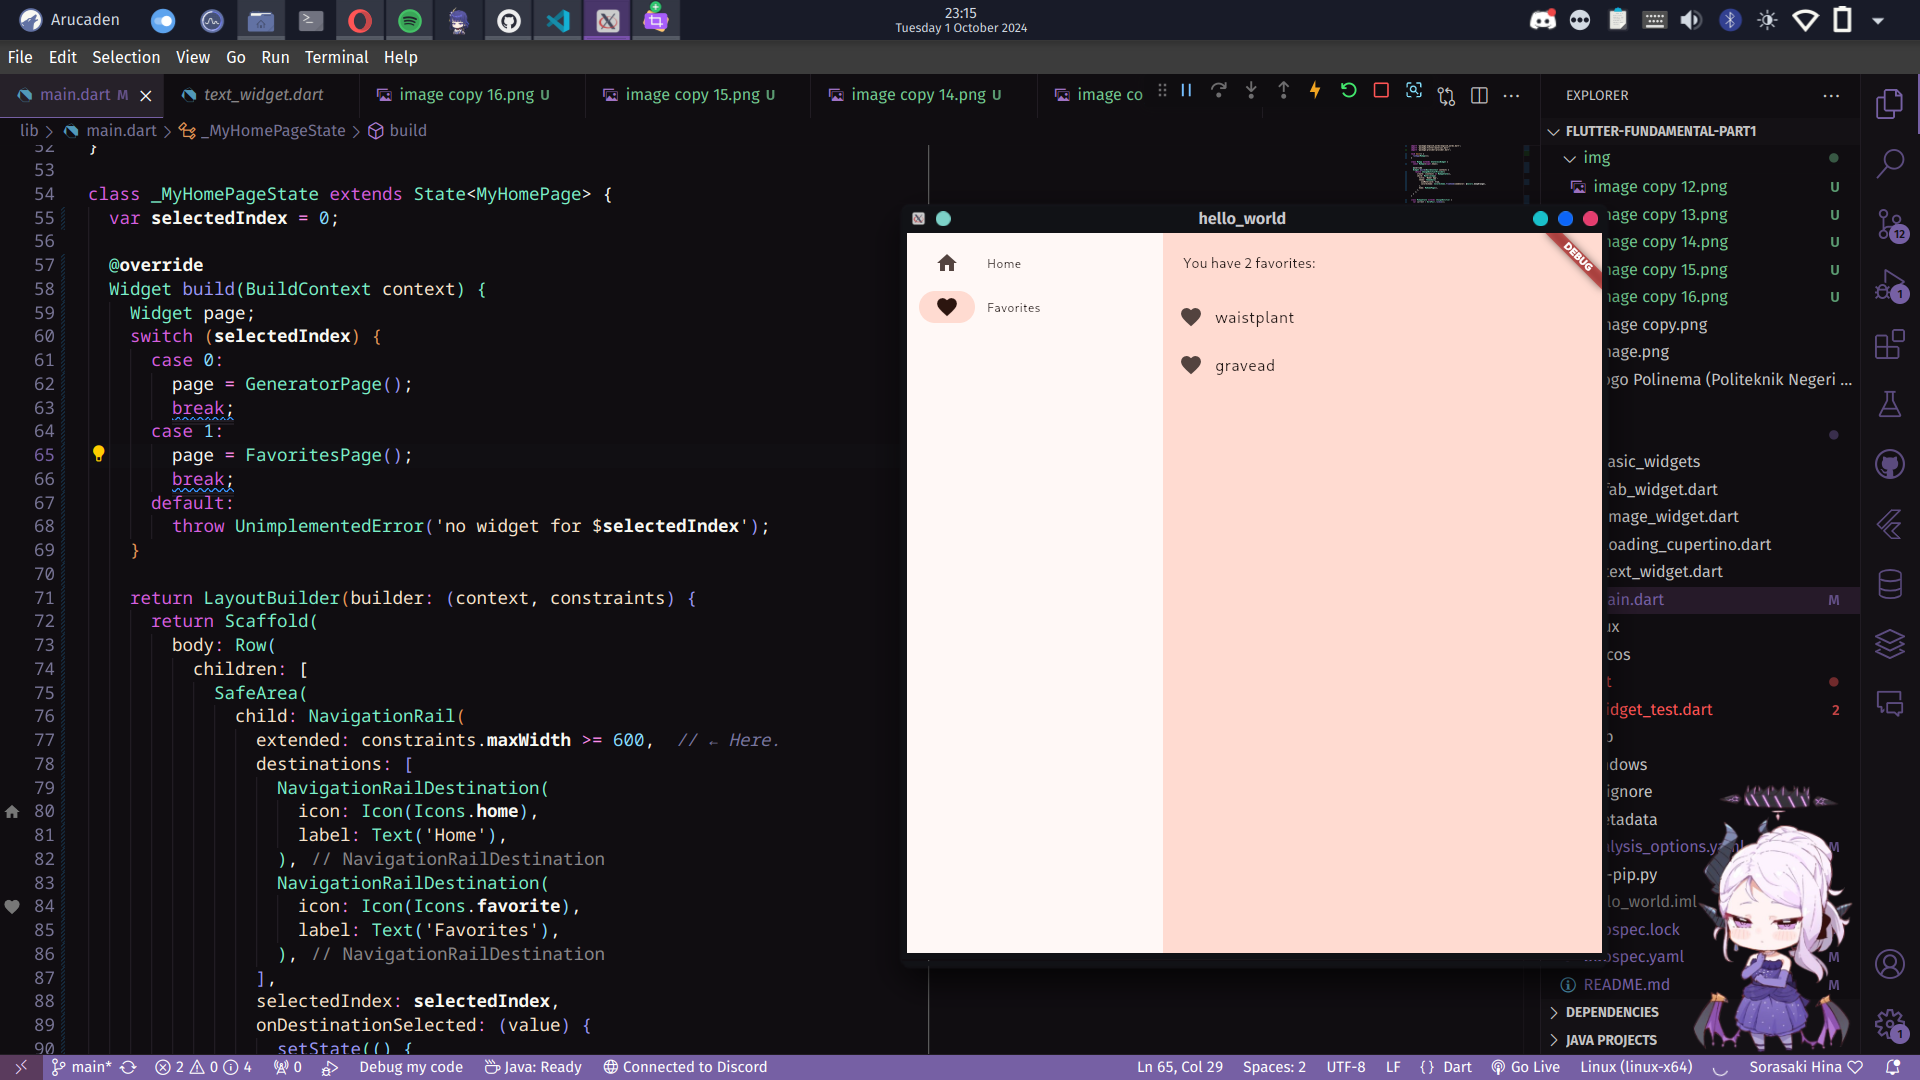 Arucaden
23:15
Tuesday 1 October 2024
File Edit Selection View Go Run Terminal Help
main.dart M
text_widget.dart
image copy 16.png U
image copy 15.png U
image copy 14.png U
image co
lib > main.dart > _MyHomePageState > build
52 }
53
54 class _MyHomePageState extends State<MyHomePage> {
55 var selectedIndex = 0;
56
57 @override
58 Widget build(BuildContext context) {
59 Widget page;
60 switch (selectedIndex) {
61 case 0:
62 page = GeneratorPage();
63 break;
64 case 1:
65 page = FavoritesPage();
66 break;
67 default:
68 throw UnimplementedError('no widget for $selectedIndex');
69 }
70
71 return LayoutBuilder(builder: (context, constraints) {
72 return Scaffold(
73 body: Row(
74 children: [
75 SafeArea(
76 child: NavigationRail(
77 extended: constraints.maxWidth >= 600, // ← Here.
78 destinations: [
79 NavigationRailDestination(
80 icon: Icon(Icons.home),
81 label: Text('Home'),
82 ), // NavigationRailDestination
83 NavigationRailDestination(
84 icon: Icon(Icons.favorite),
85 label: Text('Favorites'),
86 ), // NavigationRailDestination
87 ],
88 selectedIndex: selectedIndex,
89 onDestinationSelected: (value) {
90 setState(() {
hello_world
DEBUG
Home
Favorites
You have 2 favorites:
waistplant
gravead
EXPLORER
FLUTTER-FUNDAMENTAL-PART1
img
image copy 12.png U
age copy 13.png U
age copy 14.png U
age copy 15.png U
age copy 16.png U
age copy.png
age.png
ogo Polinema (Politeknik Negeri ...
asic_widgets
fab_widget.dart
mage_widget.dart
oading_cupertino.dart
ext_widget.dart
ain.dart M
ux
cos
t
idget_test.dart 2
b
dows
ignore
etadata
lysis_options.yaml M
-pip.py
lo_world.iml
spec.lock
spec.yaml M
README.md M
DEPENDENCIES
JAVA PROJECTS
12
1
1
main* 2 0 4 0 Debug my code Java: Ready Connected to Discord
Ln 65, Col 29 Spaces: 2 UTF-8 LF {} Dart Go Live Linux (linux-x64) Sorasaki Hina